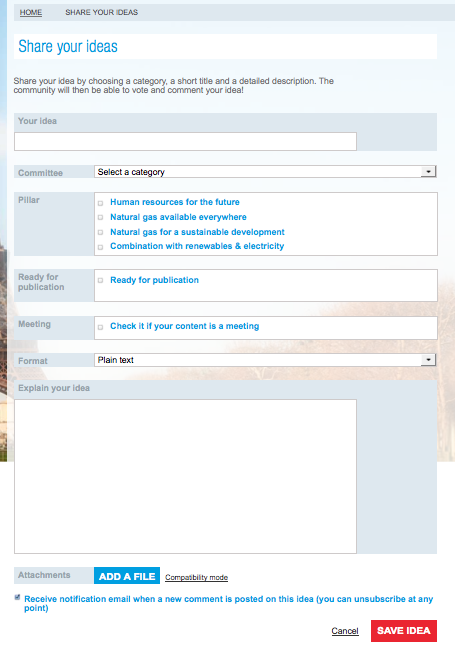 HOME SHARE YOUR IDEAS
Share your ideas
Share your idea by choosing a category, a short title and a detailed description. The
community will then be able to vote and comment your idea!
Your idea
Committee Select a category
Pillar
Human resources for the future
Natural gas available everywhere
Natural gas for a sustainable development
Combination with renewables & electricity
Ready for
publication
Ready for publication
Meeting Check it if your content is a meeting
Format Plain text
Explain your idea
Attachments ADD A FILE Compatibility mode
Receive notification email when a new comment is posted on this idea (you can unsubscribe at any
point)
Cancel SAVE IDEA